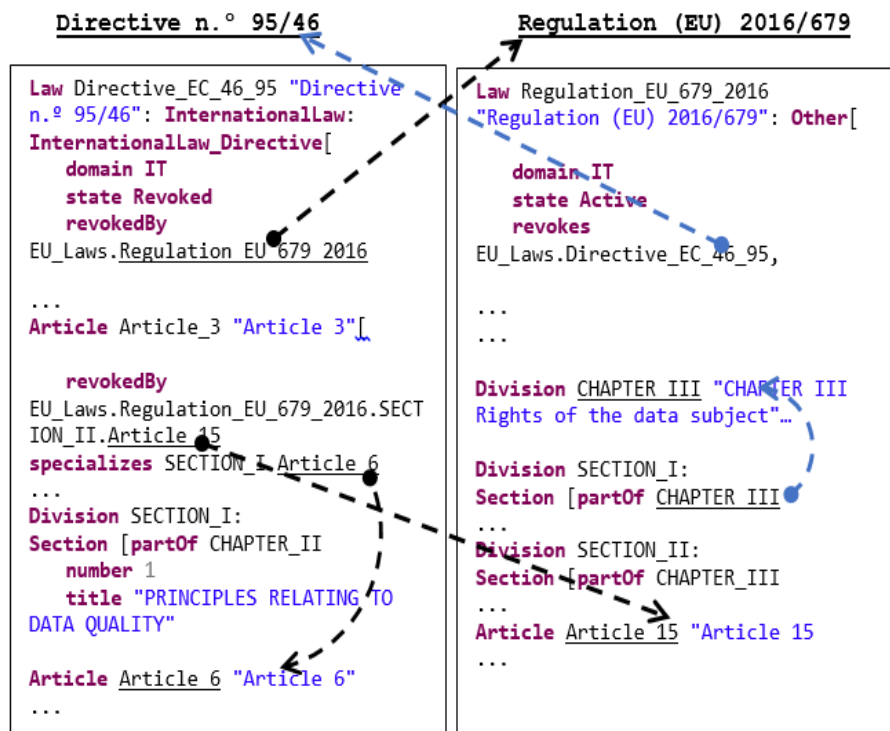 Directive n.° 95/46
Law Directive_EC_46_95 "Directive
n.º 95/46": InternationalLaw:
InternationalLaw_Directive[
domain IT
state Revoked
revokedBy
EU_Laws.Regulation_EU_679_2016
...
Article Article_3 "Article 3"[
revokedBy
EU_Laws.Regulation_EU_679_2016.SECT
ION_II.Article_15
specializes SECTION_I.Article_6
...
Division SECTION_I:
Section [partOf CHAPTER_II
number 1
title "PRINCIPLES RELATING TO
DATA QUALITY"
Article Article_6 "Article 6"
...
Regulation (EU) 2016/679
Law Regulation_EU_679_2016
"Regulation (EU) 2016/679": Other[
domain IT
state Active
revokes
EU_Laws.Directive_EC_46_95,
...
...
Division CHAPTER_III "CHAPTER III
Rights of the data subject"…
Division SECTION_I:
Section [partOf CHAPTER_III
...
Division SECTION_II:
Section [partOf CHAPTER_III
...
Article Article_15 "Article 15
...